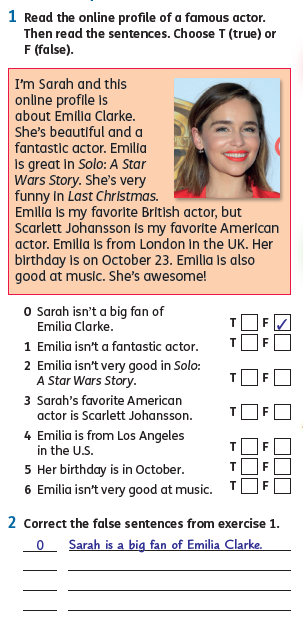 1 Read the online profile of a famous actor.
Then read the sentences. Choose T (true) or
F (false).
I'm Sarah and this
online profile is
about Emilia Clarke.
She's beautiful and a
fantastic actor. Emilia
is great in Solo: A Star
Wars Story. She's very
funny in Last Christmas.
Emilia is my favorite British actor, but
Scarlett Johansson is my favorite American
actor. Emilia is from London in the UK. Her
birthday is on October 23. Emilia is also
good at music. She's awesome!
0 Sarah isn't a big fan of
Emilia Clarke. T F ✓
1 Emilia isn't a fantastic actor. T F
2 Emilia isn't very good in Solo:
A Star Wars Story. T F
3 Sarah's favorite American
actor is Scarlett Johansson. T F
4 Emilia is from Los Angeles
in the U.S. T F
5 Her birthday is in October. T F
6 Emilia isn't very good at music. T F
2 Correct the false sentences from exercise 1.
0 Sarah is a big fan of Emilia Clarke.